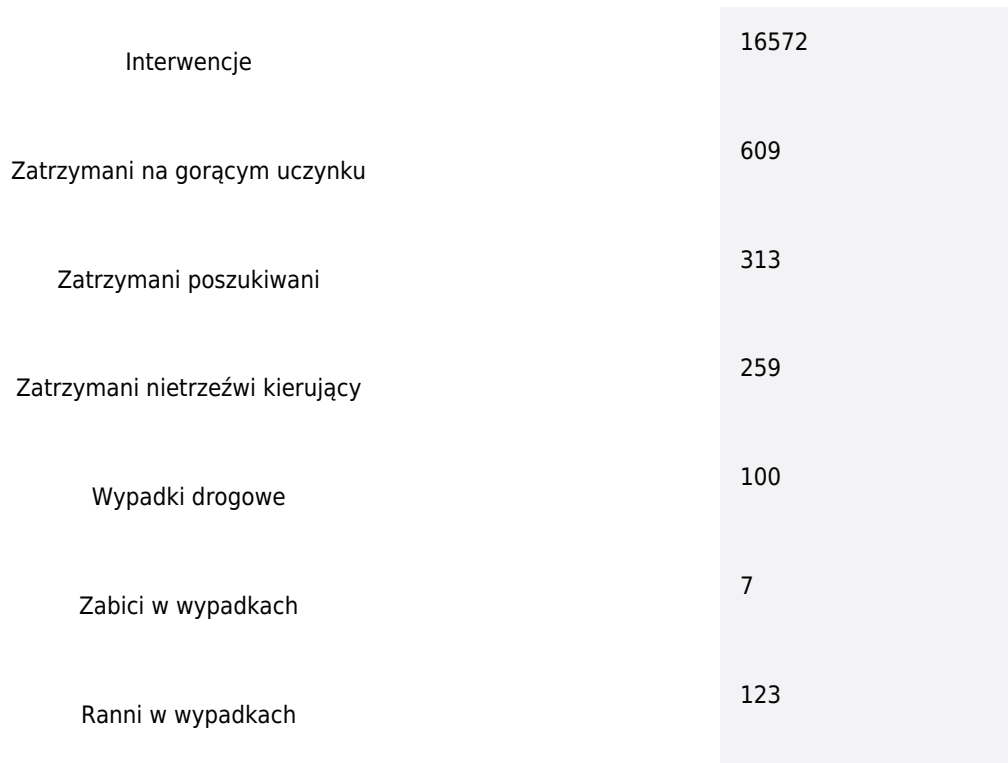 Interwencje 16572
Zatrzymani na gorącym uczynku 609
Zatrzymani poszukiwani 313
Zatrzymani nietrzeźwi kierujący 259
Wypadki drogowe 100
Zabici w wypadkach 7
Ranni w wypadkach 123